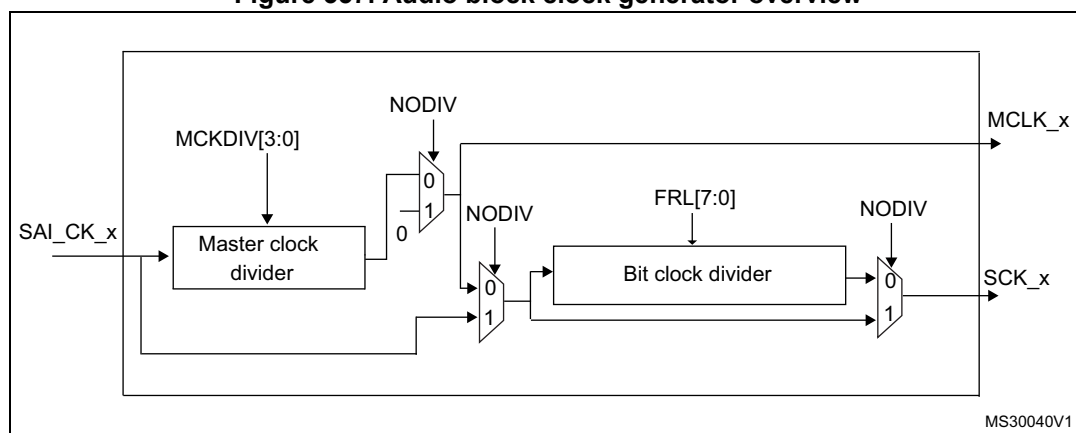 Figure 357. Audio block clock generator overview
NODIV
MCLK_x
MCKDIV[3:0]
0
1
0
NODIV
FRL[7:0]
NODIV
SAI_CK_x
Master clock
divider
Bit clock divider
0
1
0
1
SCK_x
MS30040V1